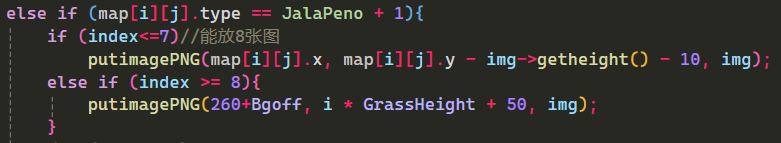 else if (map[i][j].type == JalaPeno + 1){
if (index<=7)//能放8张图
putimagePNG(map[i][j].x, map[i][j].y - img->getheight() - 10, img);
else if (index >= 8){
putimagePNG(260+Bgoff, i * GrassHeight + 50, img);
}